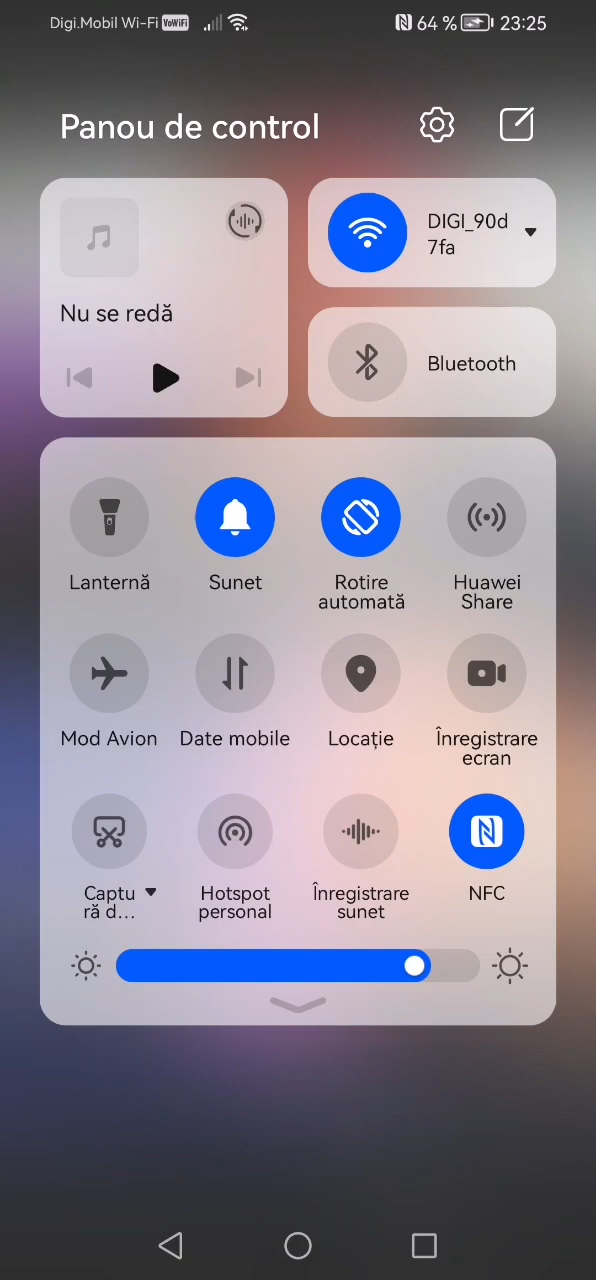 Digi.Mobil Wi-Fi VoWiFi 64 % 23:25
Panou de control
DIGI_90d
7fa
Nu se redă
Bluetooth
Lanternă Sunet Rotire Huawei
automată Share
Mod Avion Date mobile Locație Înregistrare
ecran
Captu Hotspot Înregistrare NFC
ră d... personal sunet